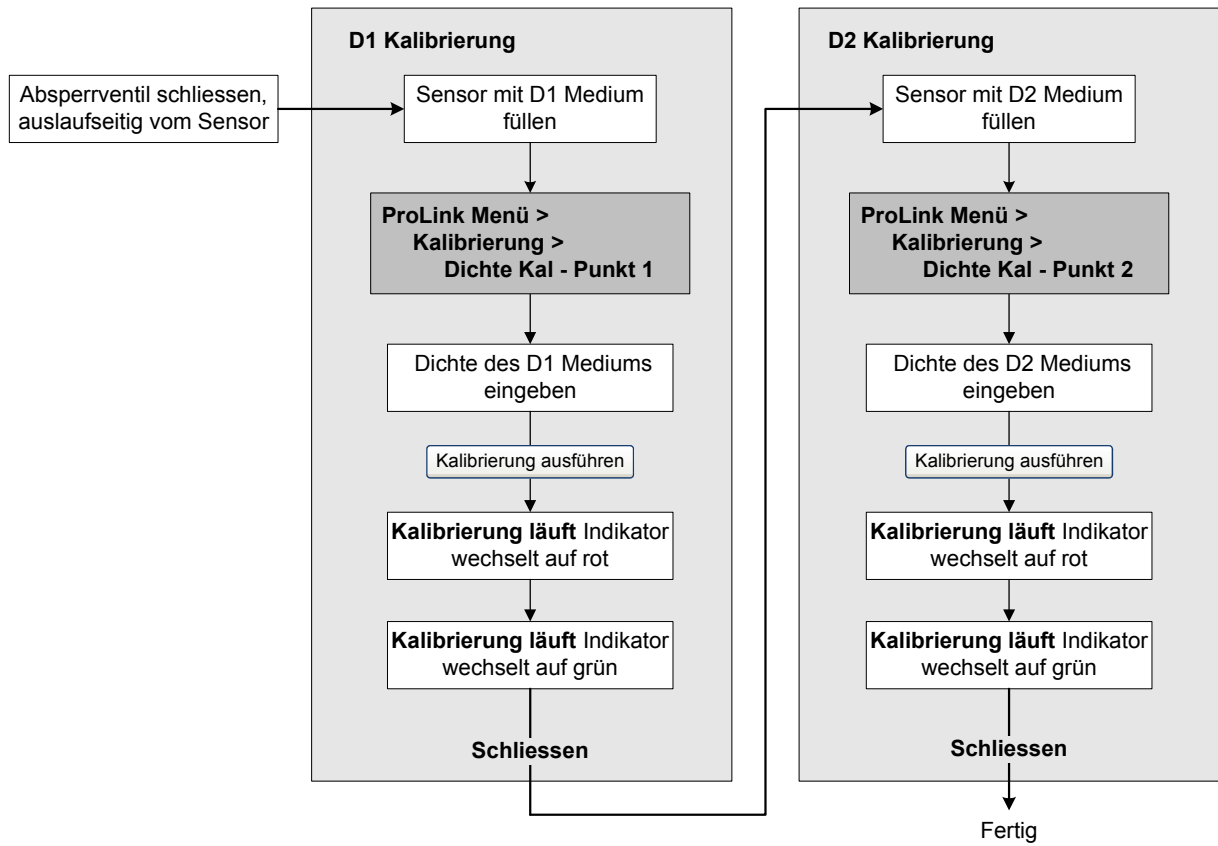 Absperrventil schliessen,
auslaufseitig vom Sensor
D1 Kalibrierung
Sensor mit D1 Medium
füllen
ProLink Menü >
Kalibrierung >
Dichte Kal - Punkt 1
Dichte des D1 Mediums
eingeben
Kalibrierung ausführen
Kalibrierung läuft Indikator
wechselt auf rot
Kalibrierung läuft Indikator
wechselt auf grün
Schliessen
D2 Kalibrierung
Sensor mit D2 Medium
füllen
ProLink Menü >
Kalibrierung >
Dichte Kal - Punkt 2
Dichte des D2 Mediums
eingeben
Kalibrierung ausführen
Kalibrierung läuft Indikator
wechselt auf rot
Kalibrierung läuft Indikator
wechselt auf grün
Schliessen
Fertig